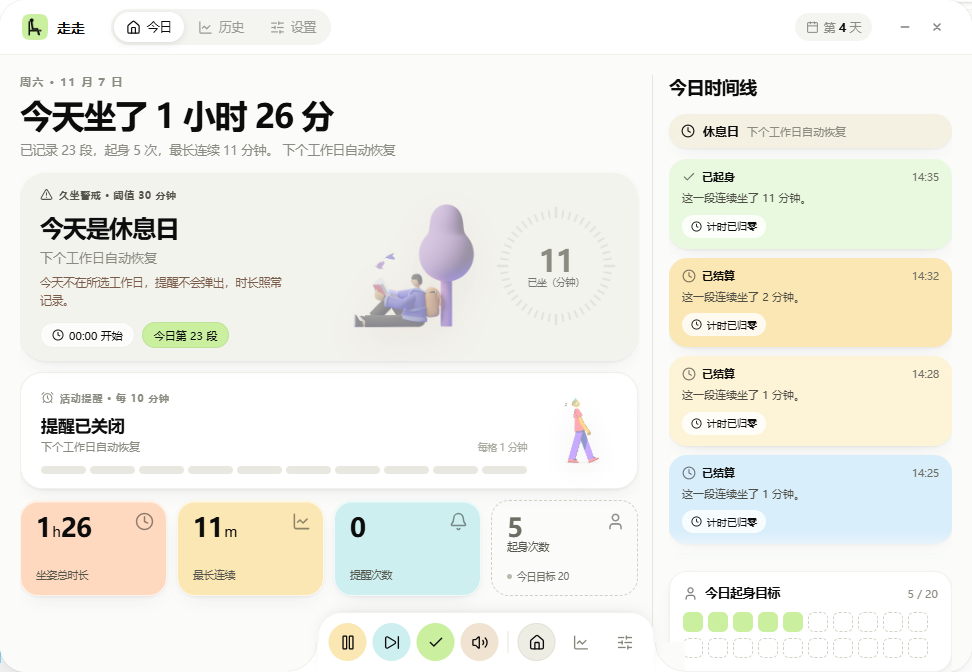 走走
今日
历史
设置
第 4 天
周六 • 11 月 7 日
今天坐了 1 小时 26 分
已记录 23 段，起身 5 次，最长连续 11 分钟。 下个工作日自动恢复
久坐警戒 • 阈值 30 分钟
今天是休息日
下个工作日自动恢复
今天不在所选工作日，提醒不会弹出，时长照常
记录。
00:00 开始
今日第 23 段
11
已坐（分钟）
活动提醒 • 每 10 分钟
提醒已关闭
下个工作日自动恢复
每格 1 分钟
1h26
坐姿总时长
11m
最长连续
0
提醒次数
5
起身次数
今日目标 20
今日时间线
休息日 下个工作日自动恢复
已起身 14:35
这一段连续坐了 11 分钟。
计时已归零
已结算 14:32
这一段连续坐了 2 分钟。
计时已归零
已结算 14:28
这一段连续坐了 1 分钟。
计时已归零
已结算 14:25
这一段连续坐了 1 分钟。
计时已归零
今日起身目标 5 / 20